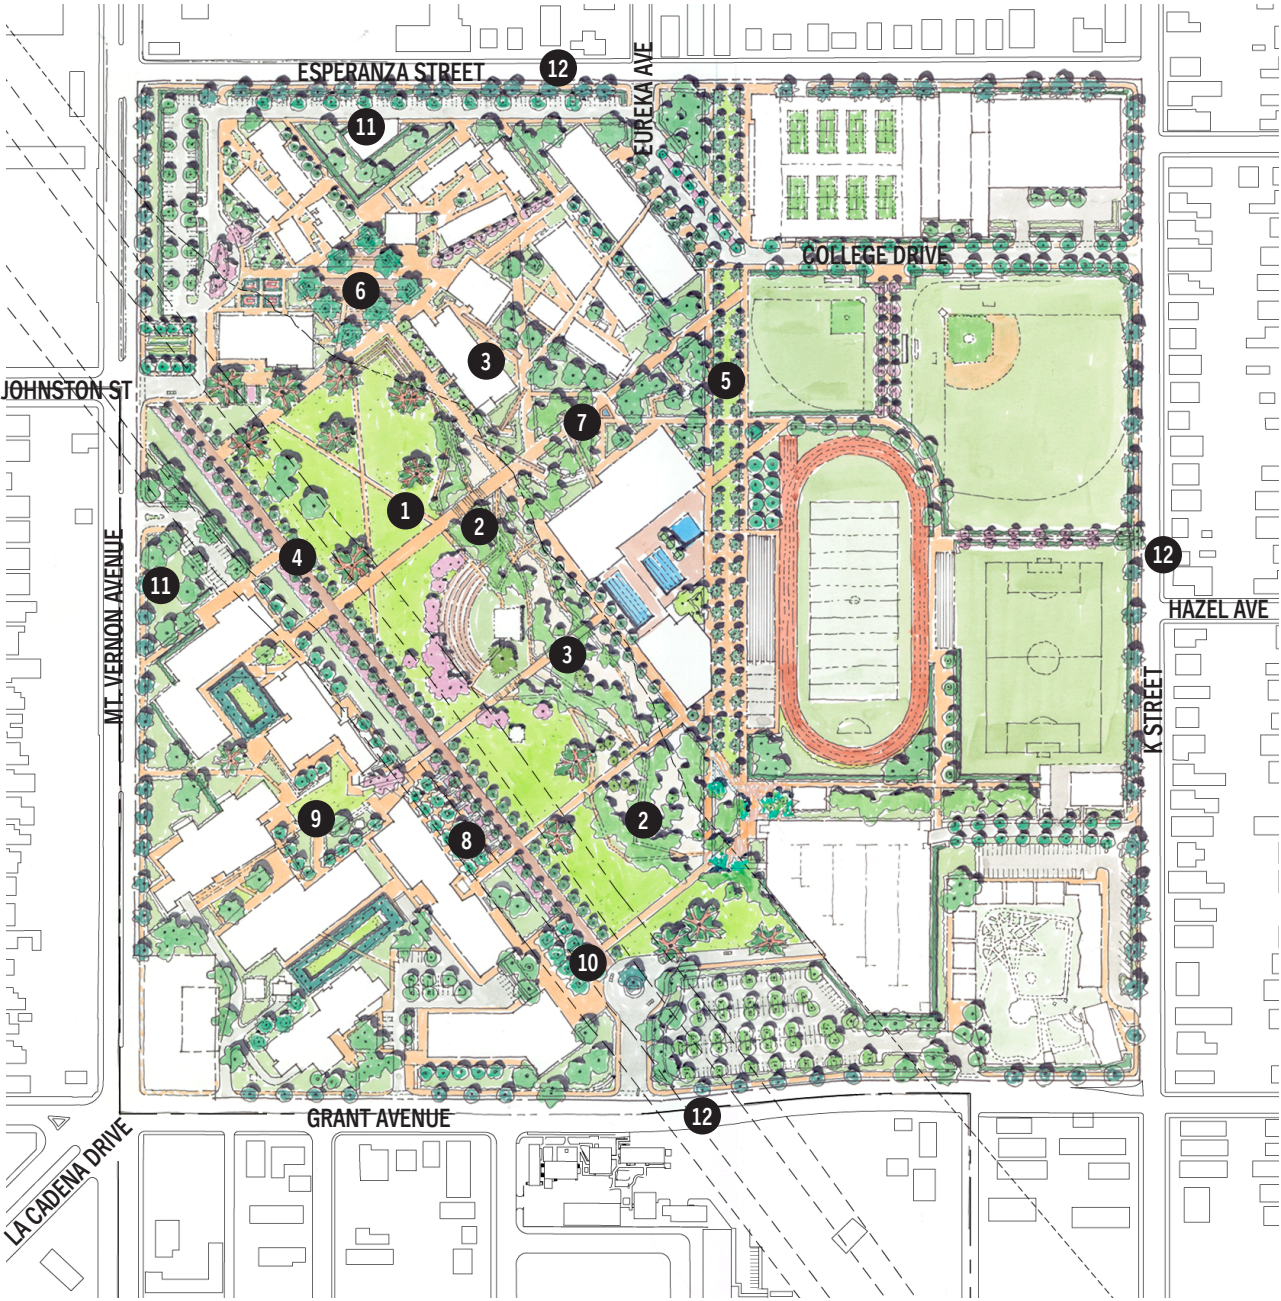 ESPERANZA STREET
12
EUREKA AVE
11
COLLEGE DRIVE
6
3
5
JOHNSTON ST
7
1
2
4
12
11
MT. VERNON AVENUE
HAZEL AVE
3
K STREET
9
8
2
10
12
GRANT AVENUE
LA CADENA DRIVE